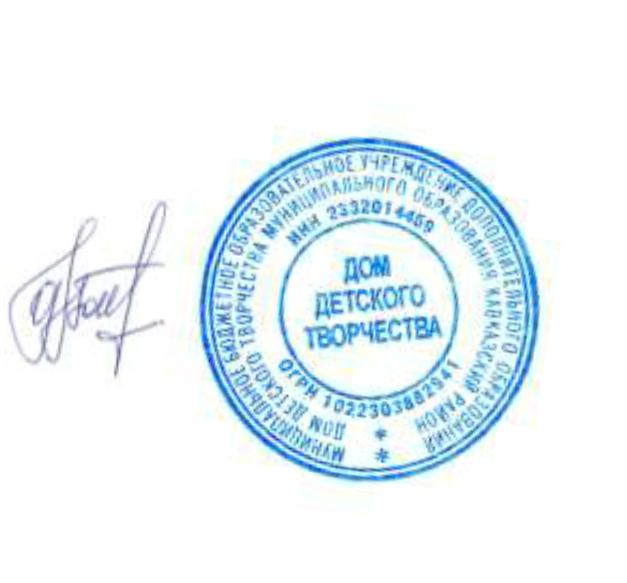 МУНИЦИПАЛЬНОЕ БЮДЖЕТНОЕ ОБРАЗОВАТЕЛЬНОЕ УЧРЕЖДЕНИЕ ДОПОЛНИТЕЛЬНОГО ОБРАЗОВАНИЯ
ДОМ ДЕТСКОГО ТВОРЧЕСТВА МУНИЦИПАЛЬНОГО ОБРАЗОВАНИЯ КАВКАЗСКИЙ РАЙОН
ИНН 2332014469
ДОМ
ДЕТСКОГО
ТВОРЧЕСТВА
ОГРН 1022303882941
* *